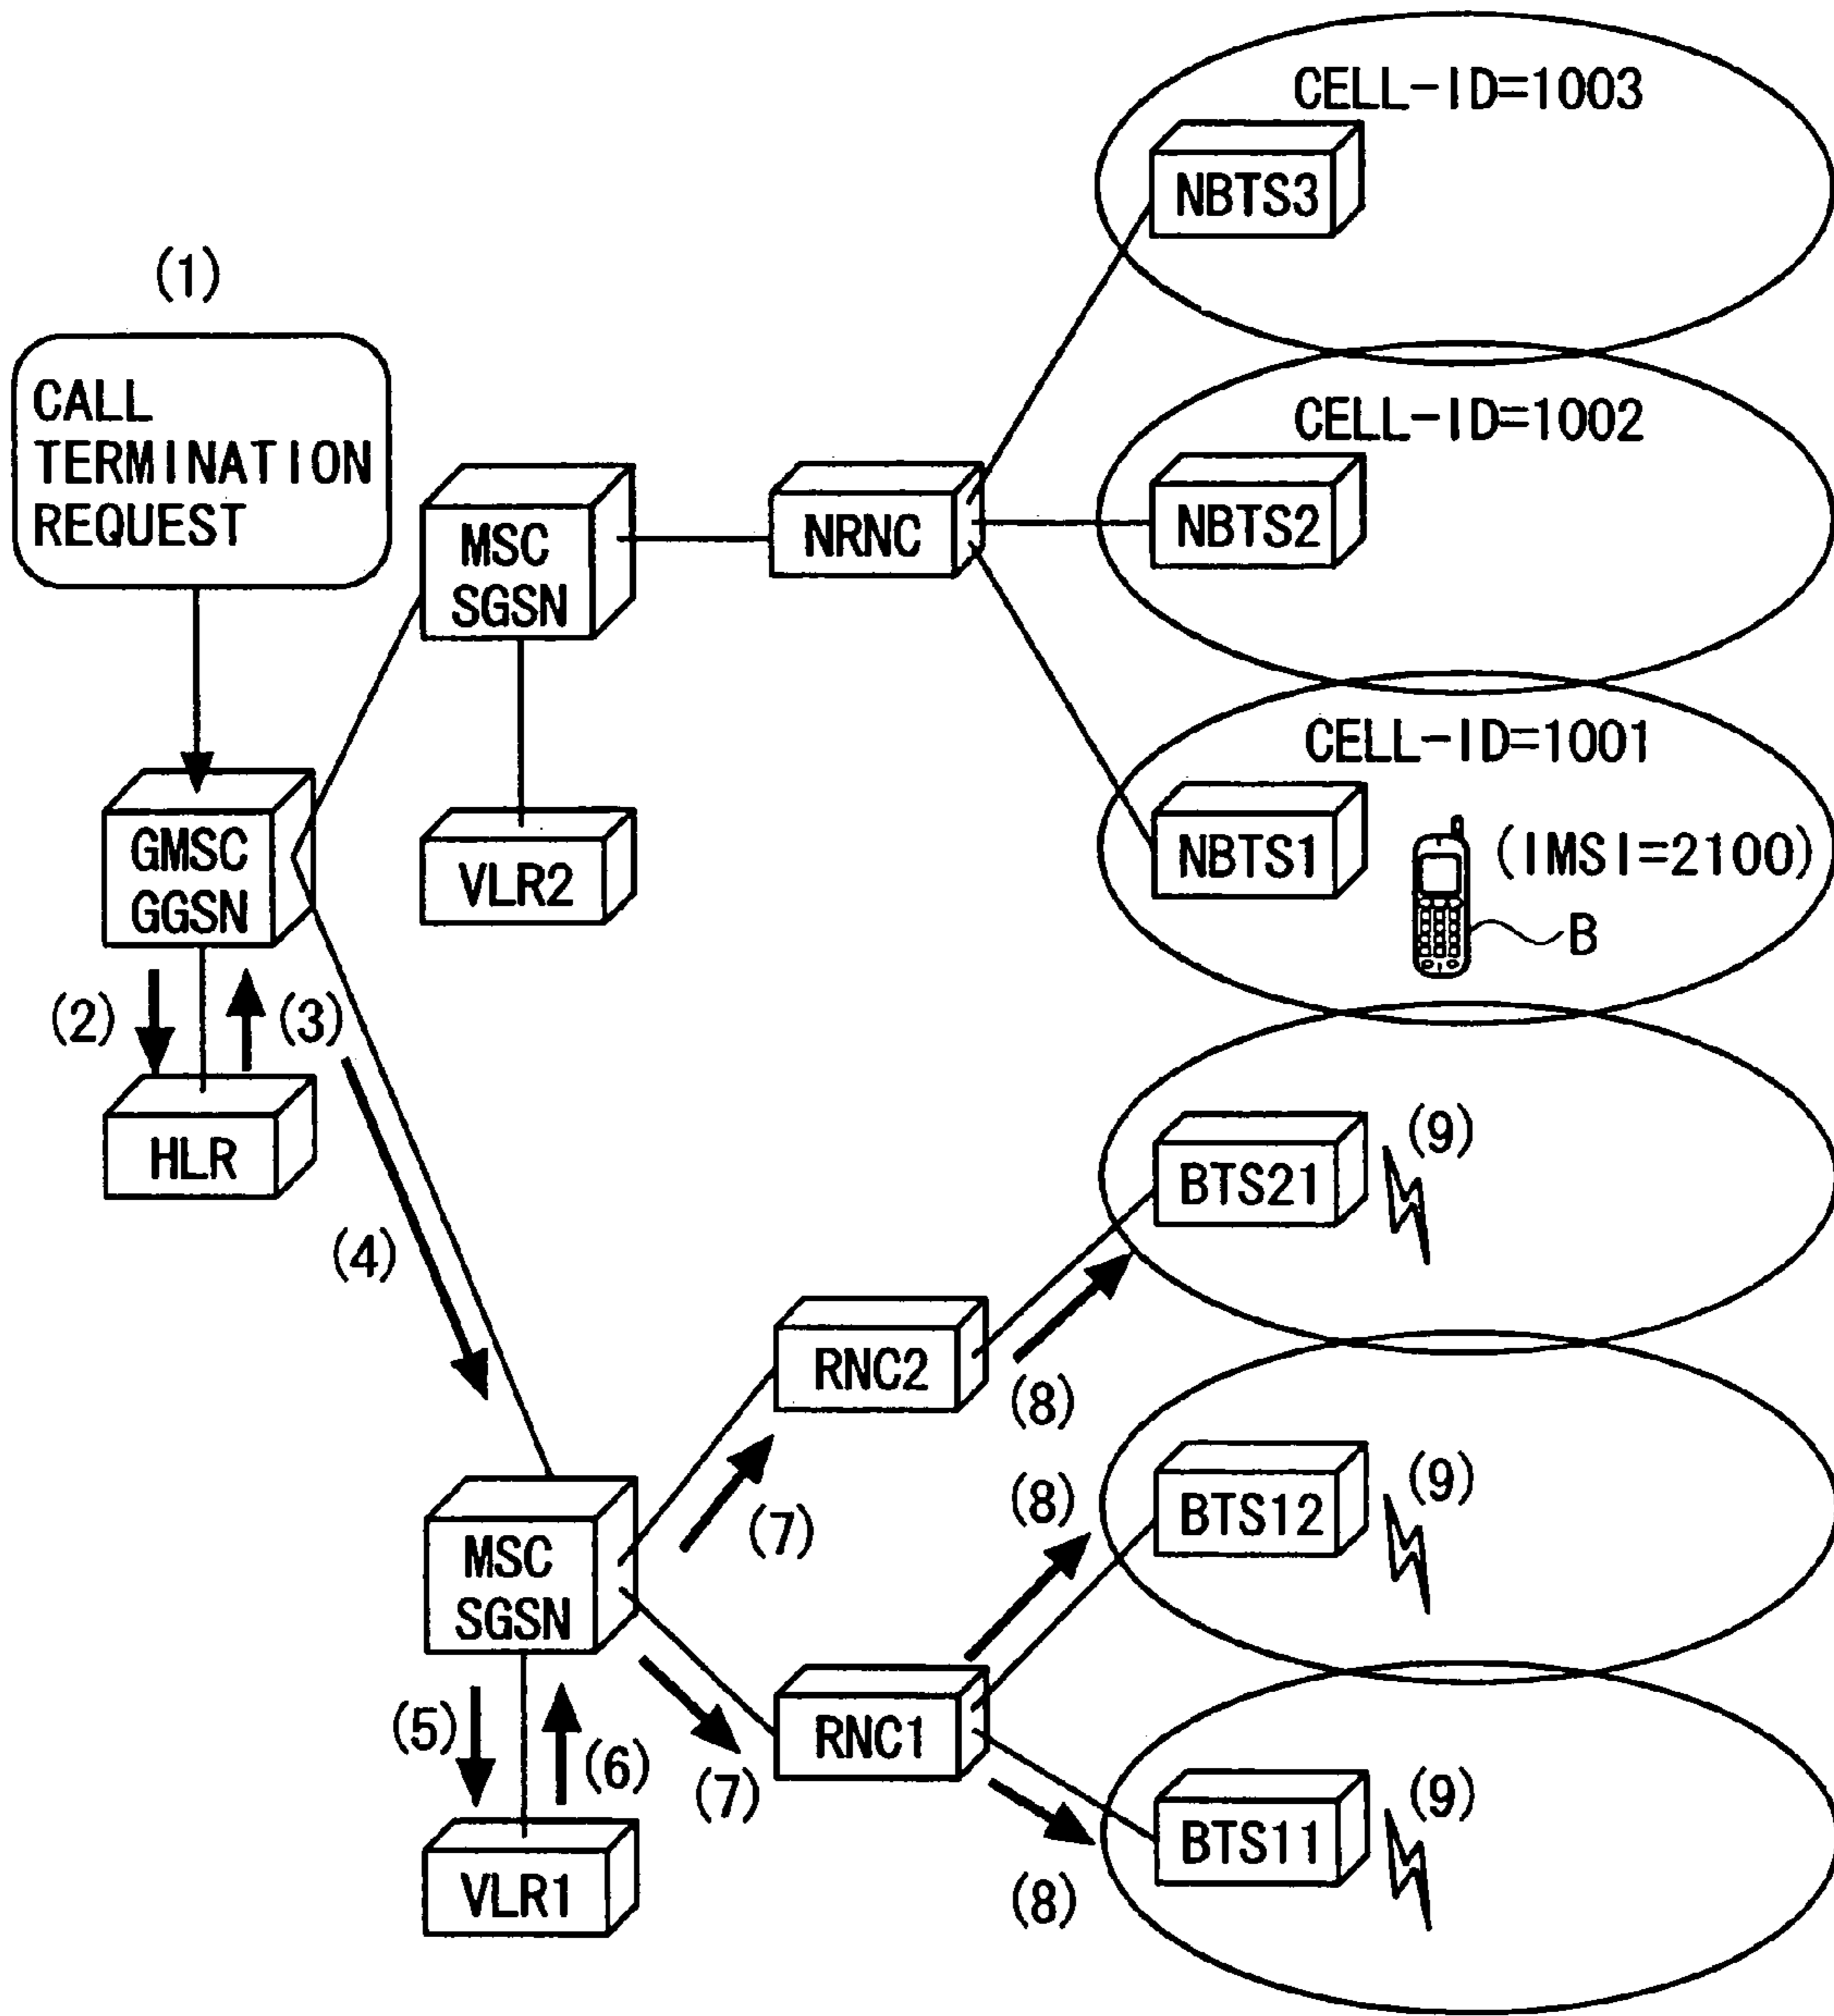 CELL-ID=1003
NBTS3
(1)
CALL
TERMINATION
REQUEST
CELL-ID=1002
MSC
SGSN
NRNC
NBTS2
CELL-ID=1001
GMSC
GGSN
VLR2
NBTS1
(IMSI=2100)
B
(2)
(3)
HLR
(4)
BTS21
(9)
RNC2
(8)
(7)
(8)
BTS12
(9)
MSC
SGSN
(5)
(6)
(7)
RNC1
(8)
BTS11
(9)
VLR1